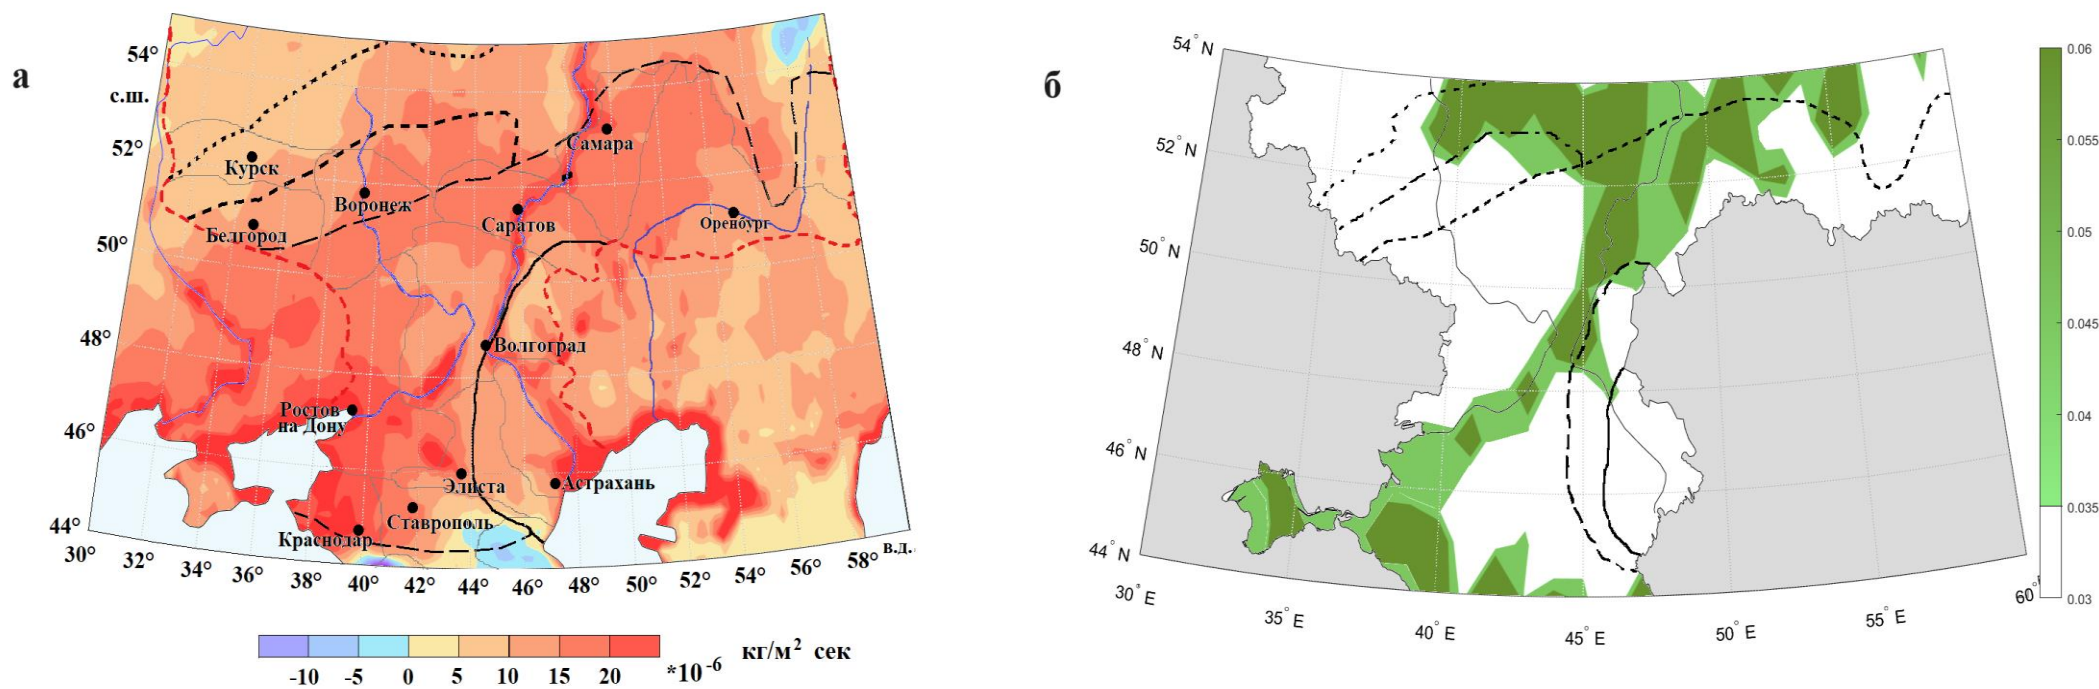 а
54°
с.ш.
52°
50°
48°
46°
44°
Курск
Белгород
Воронеж
Самара
Саратов
Оренбург
Волгоград
Ростов
на Дону
Элиста
Астрахань
Ставрополь
Краснодар
30° 32° 34° 36° 38° 40° 42° 44° 46° 48° 50° 52° 54° 56° 58° в.д.
-10 -5 0 5 10 15 20 *10⁻⁶ кг/м² сек
б
54° N
52° N
50° N
48° N
46° N
44° N
30° E
35° E
40° E
45° E
50° E
55° E
60°
0.06
0.055
0.05
0.045
0.04
0.035
0.03